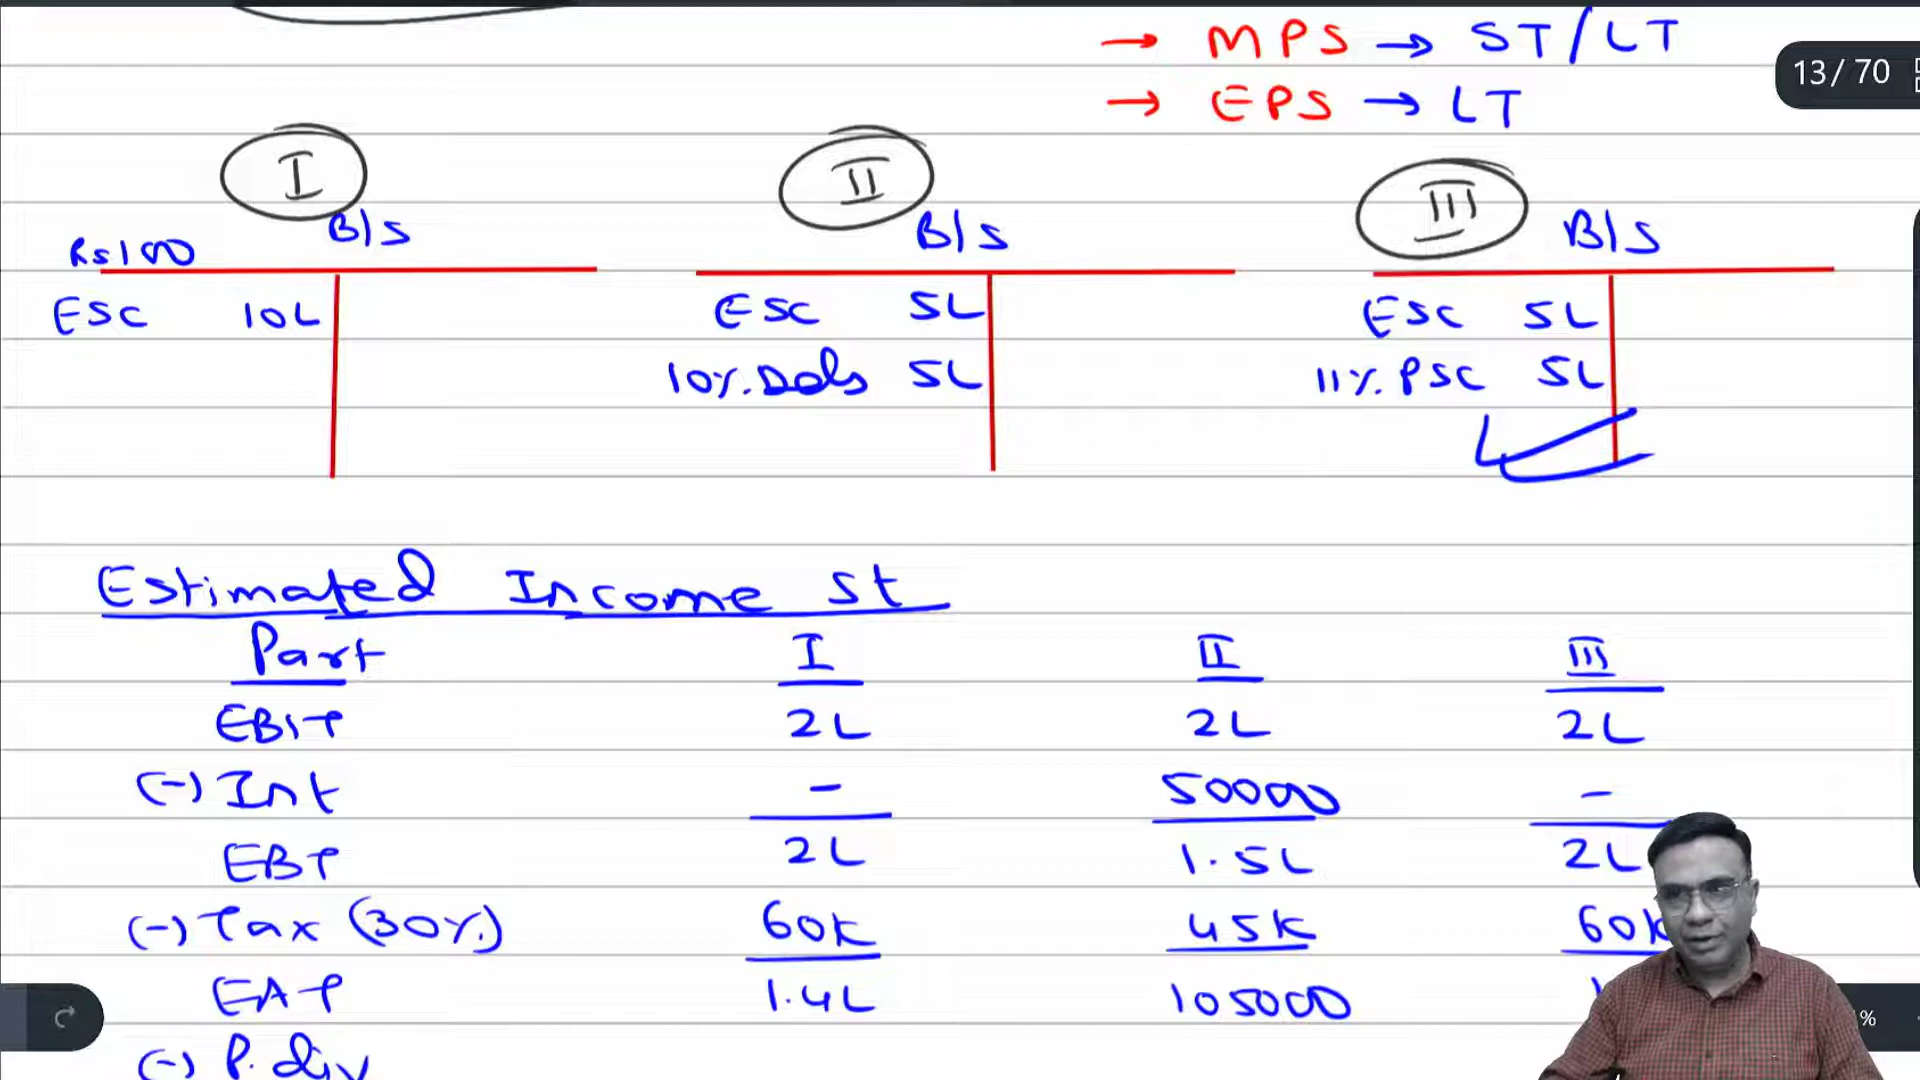 → MPS → ST/LT
13/ 70
→ EPS → LT
I II III
B/S B/S B/S
Rs100
ESC 10L ESC 5L ESC 5L
10%.Debs 5L 11%.PSC 5L
Estimated Income St
Part I II III
EBIT 2L 2L 2L
(-) Int - 50000 -
EBT 2L 1.5L 2L
(-) Tax (30%) 60K 45K 60K
EAT 1.4L 105000
%
(-) P. div